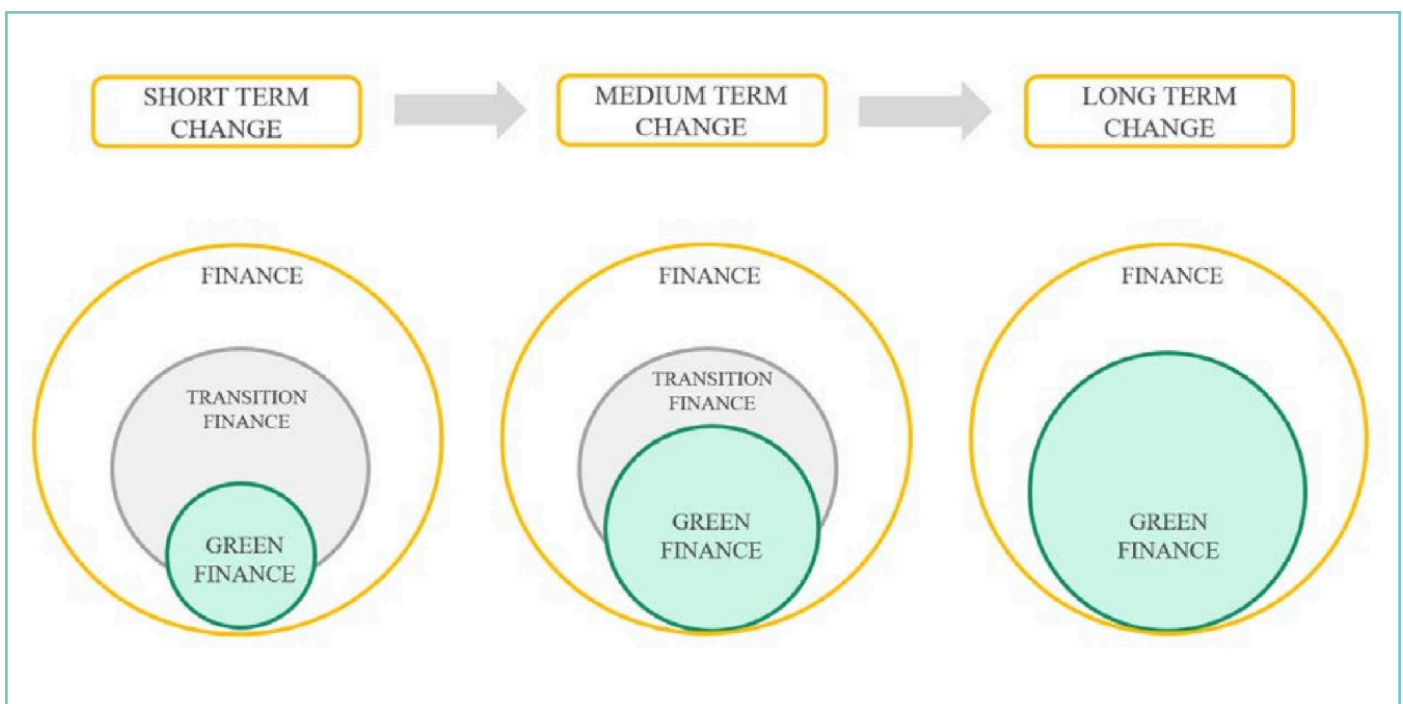 SHORT TERM
CHANGE
MEDIUM TERM
CHANGE
LONG TERM
CHANGE
FINANCE
TRANSITION
FINANCE
GREEN
FINANCE
FINANCE
TRANSITION
FINANCE
GREEN
FINANCE
FINANCE
GREEN
FINANCE